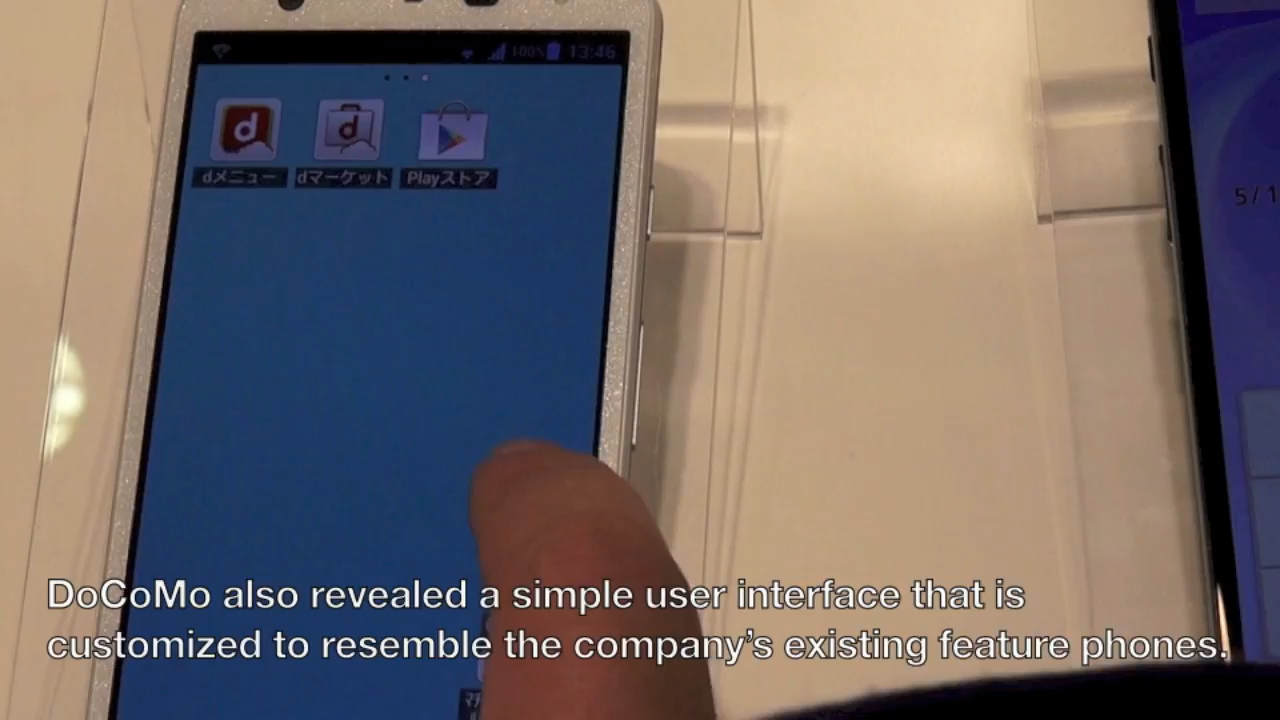 100% 13:46
dメニュー dマーケット Playストア
5/1
DoCoMo also revealed a simple user interface that is
customized to resemble the company’s existing feature phones.